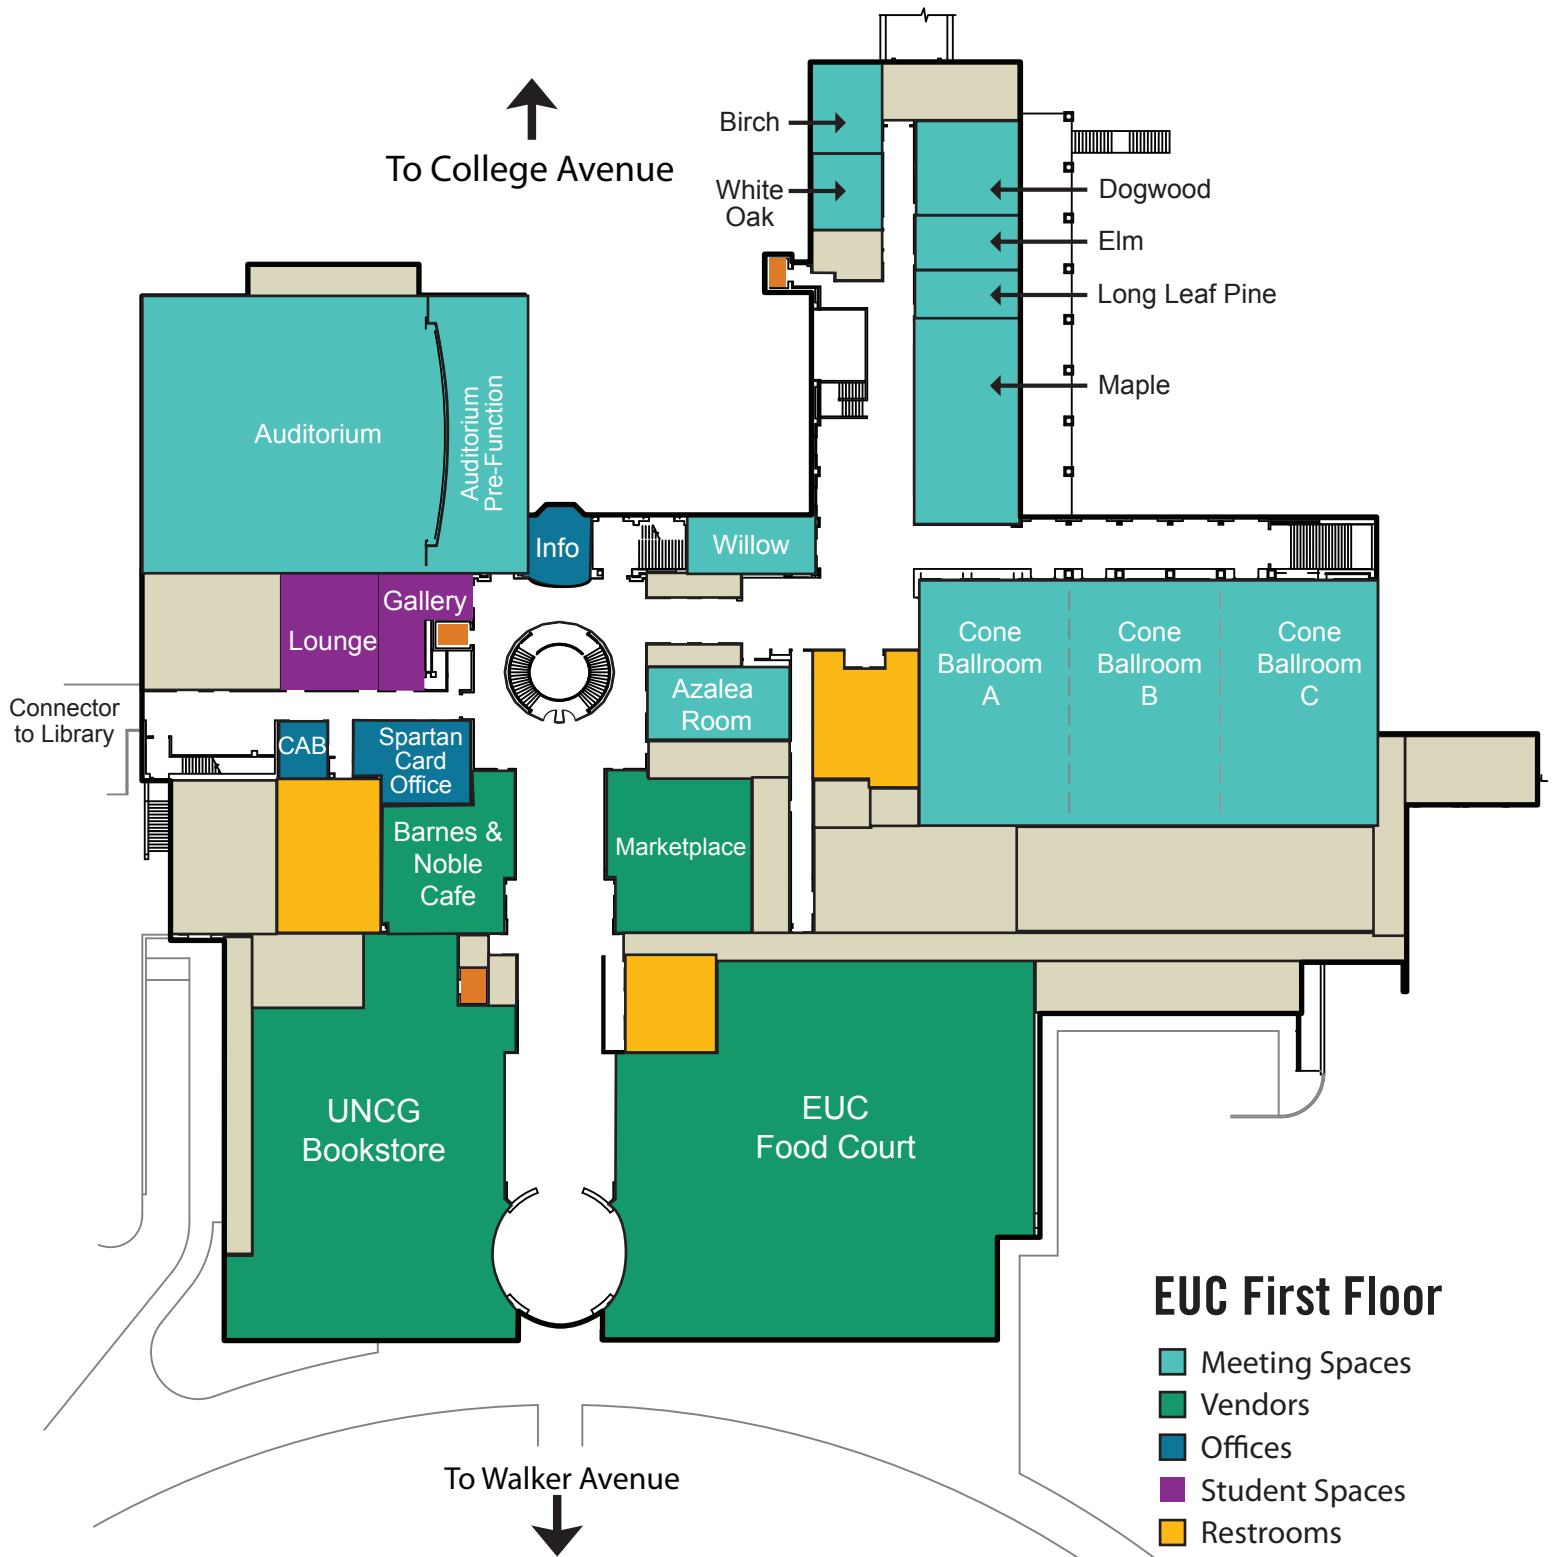 Birch
To College Avenue
White
Oak
Dogwood
Elm
Long Leaf Pine
Maple
Auditorium
Auditorium
Pre-Function
Info
Willow
Gallery
Lounge
Cone
Ballroom
A
Cone
Ballroom
B
Cone
Ballroom
C
Azalea
Room
Connector
to Library
CAB
Spartan
Card
Office
Barnes &
Noble
Cafe
Marketplace
UNCG
Bookstore
EUC
Food Court
EUC First Floor
Meeting Spaces
Vendors
Offices
Student Spaces
Restrooms
To Walker Avenue